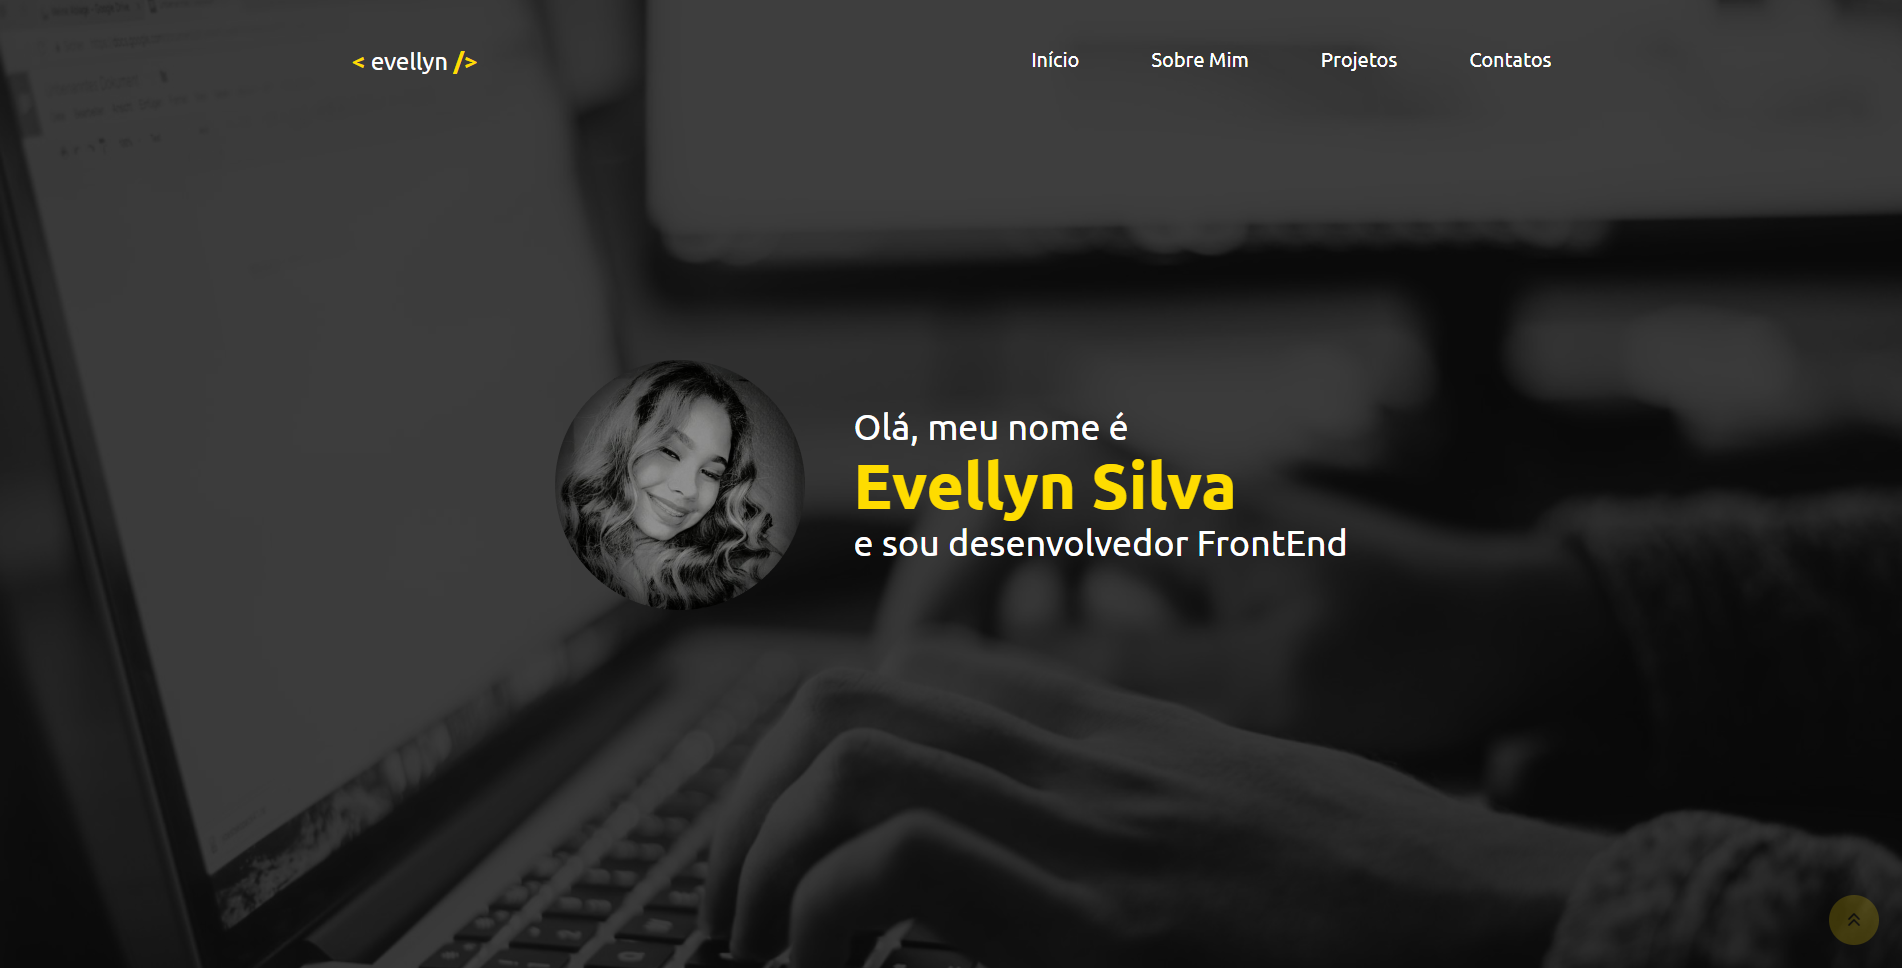 < evellyn />
Início Sobre Mim Projetos Contatos
Olá, meu nome é
Evellyn Silva
e sou desenvolvedor FrontEnd